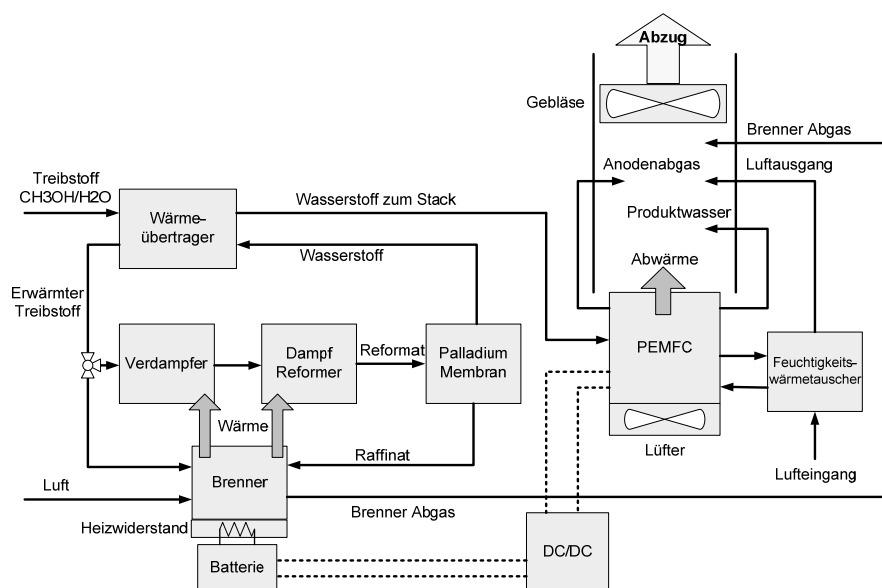 Abzug
Gebläse
Brenner Abgas
Anodenabgas
Luftausgang
Treibstoff
CH3OH/H2O
Wärme-
übertrager
Wasserstoff zum Stack
Produktwasser
Wasserstoff
Abwärme
Erwärmter
Treibstoff
Verdampfer
Dampf
Reformer
Reformat
Palladium
Membran
PEMFC
Feuchtigkeits-
wärmetauscher
Wärme
Raffinat
Lüfter
Lufteingang
Brenner
Luft
Brenner Abgas
Heizwiderstand
Batterie
DC/DC